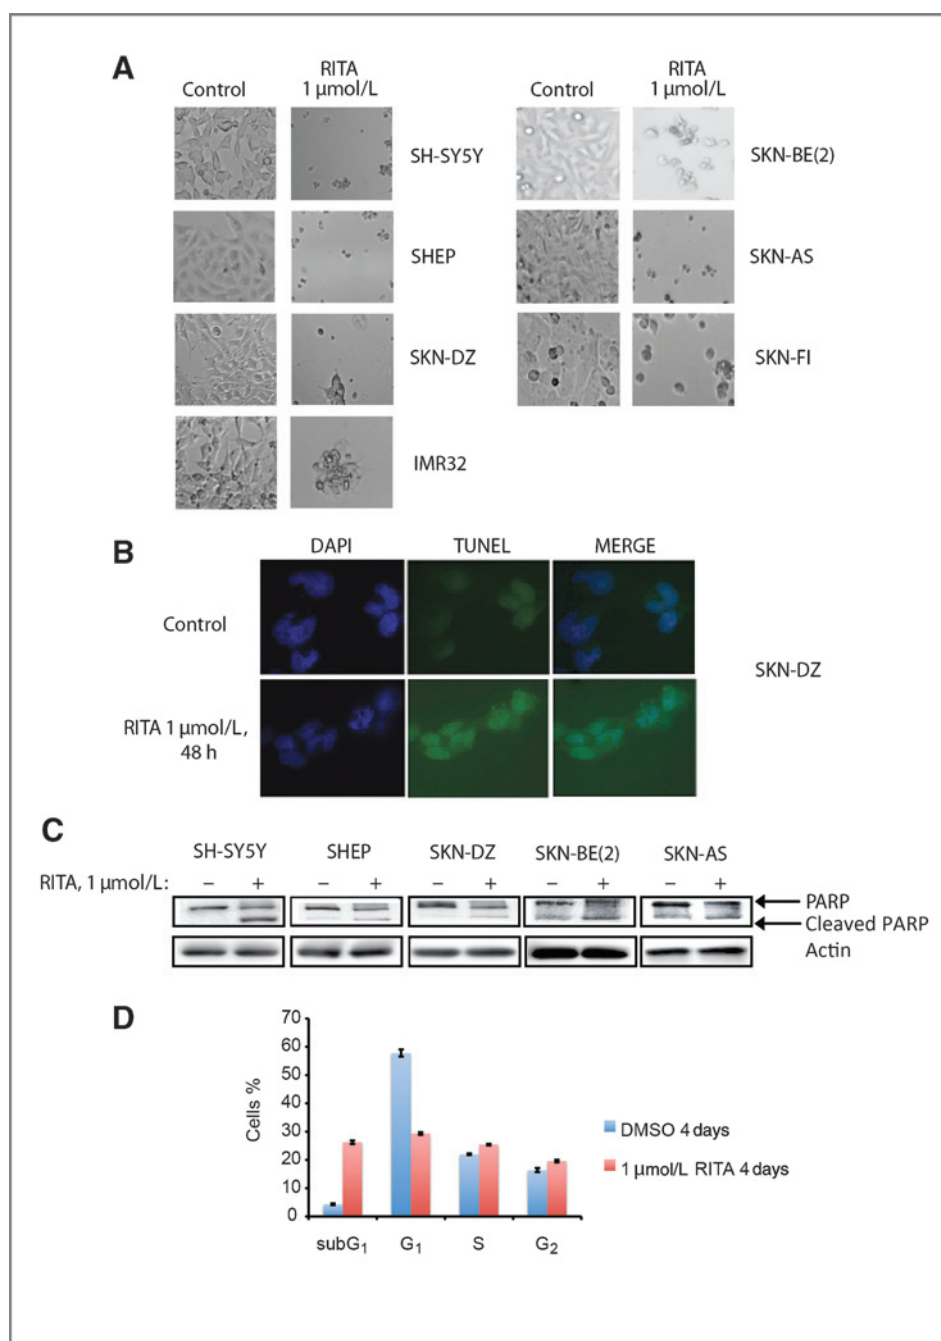 A
Control
RITA
1 µmol/L
SH-SY5Y
SHEP
SKN-DZ
IMR32
Control
RITA
1 µmol/L
SKN-BE(2)
SKN-AS
SKN-FI
B
DAPI TUNEL MERGE
Control
RITA 1 µmol/L,
48 h
SKN-DZ
C
SH-SY5Y SHEP SKN-DZ SKN-BE(2) SKN-AS
RITA, 1 µmol/L: – + – + – + – + – +
PARP
Cleaved PARP
Actin
D
Cells %
70
60
50
40
30
20
10
0
subG₁ G₁ S G₂
DMSO 4 days
1 µmol/L RITA 4 days